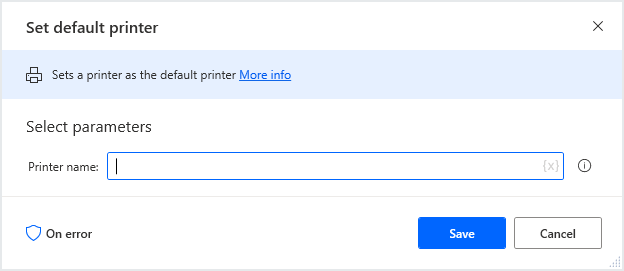 Set default printer
Sets a printer as the default printer More info
Select parameters
Printer name: {x}
On error Save Cancel